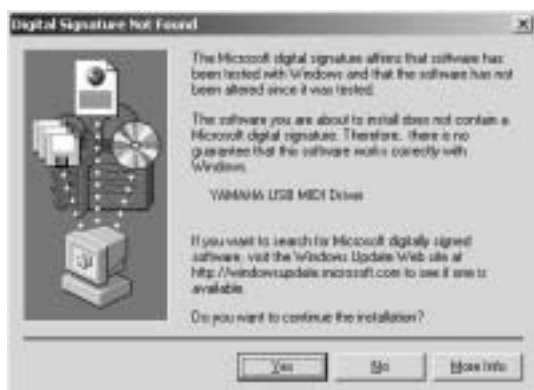 Digital Signature Not Found
The Microsoft digital signature affirms that software has
been tested with Windows and that the software has not
been altered since it was tested.
The software you are about to install does not contain a
Microsoft digital signature. Therefore, there is no
guarantee that this software works correctly with
Windows.
YAMAHA USB MIDI Driver
If you want to search for Microsoft digitally signed
software, visit the Windows Update Web site at
http://windowsupdate.microsoft.com to see if one is
available.
Do you want to continue the installation?
Yes
No
More Info